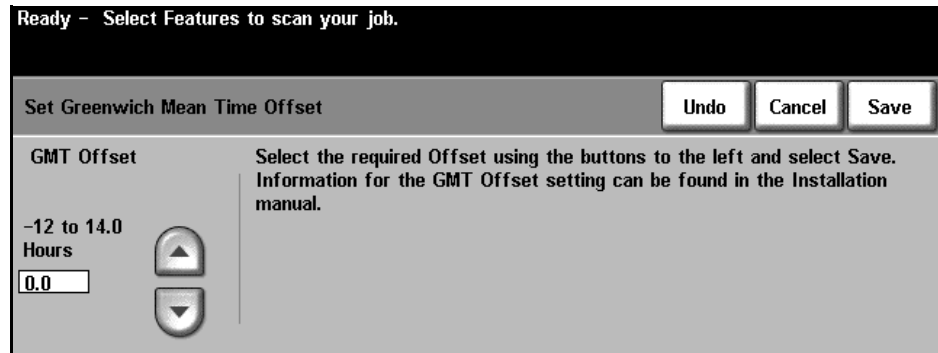 Ready - Select Features to scan your job.
Set Greenwich Mean Time Offset
Undo
Cancel
Save
GMT Offset
Select the required Offset using the buttons to the left and select Save.
Information for the GMT Offset setting can be found in the Installation
manual.
-12 to 14.0
Hours
0.0